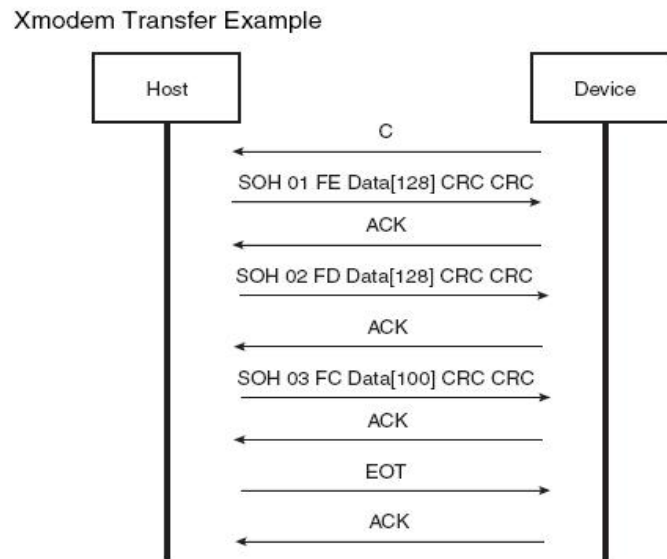 Xmodem Transfer Example
Host
Device
C
SOH 01 FE Data[128] CRC CRC
ACK
SOH 02 FD Data[128] CRC CRC
ACK
SOH 03 FC Data[100] CRC CRC
ACK
EOT
ACK